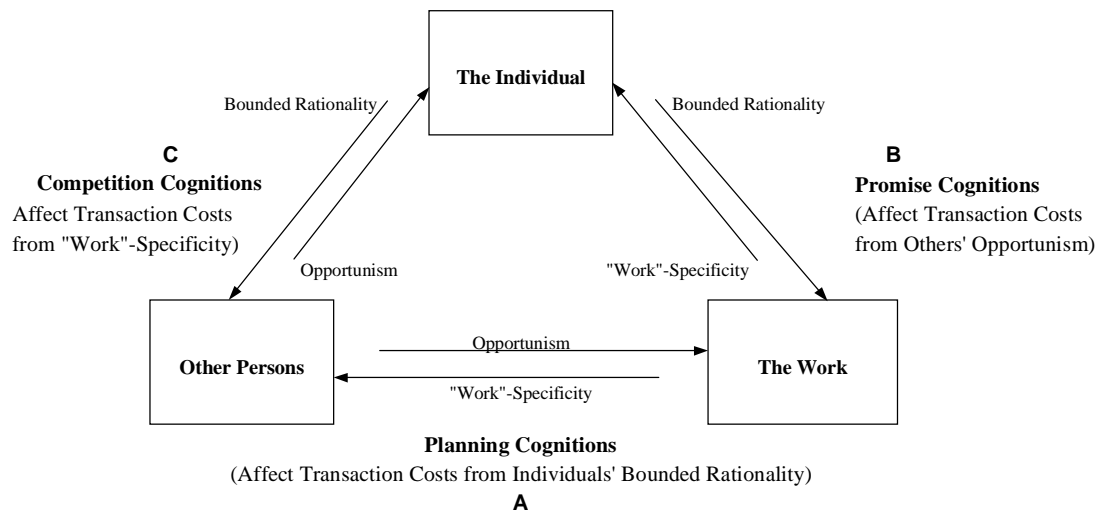 The Individual
Bounded Rationality
Bounded Rationality
C
Competition Cognitions
Affect Transaction Costs
from "Work"-Specificity)
B
Promise Cognitions
(Affect Transaction Costs
from Others' Opportunism)
Opportunism
"Work"-Specificity
Other Persons
Opportunism
"Work"-Specificity
The Work
Planning Cognitions
(Affect Transaction Costs from Individuals' Bounded Rationality)
A